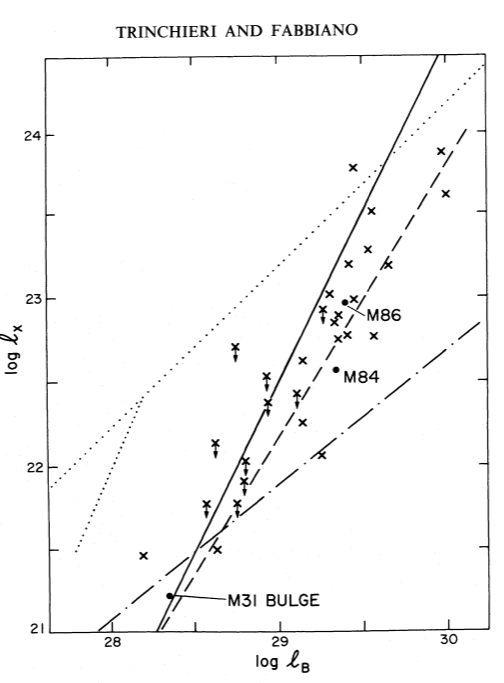 TRINCHIERI AND FABBIANO
24
23
22
21
log ℓX
M86
M84
M31 BULGE
28
29
30
log ℓB